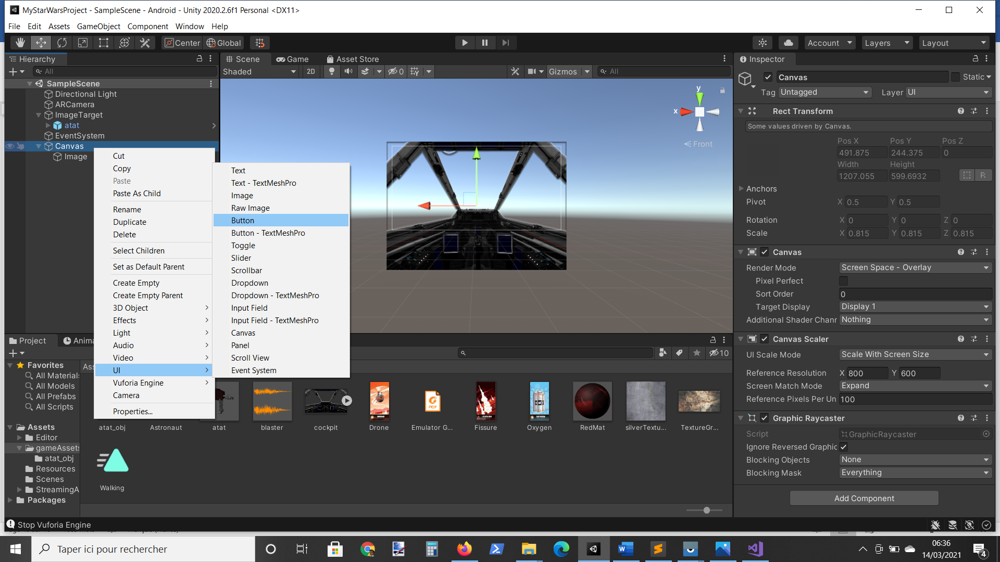 MyStarWarsProject - SampleScene - Android - Unity 2020.2.6f1 Personal <DX11>
File Edit Assets GameObject Component Window Help
Center Global Account Layers Layout
Hierarchy
All
SampleScene
Directional Light
ARCamera
ImageTarget
atat
EventSystem
Canvas
Image
Scene Game Asset Store
Shaded 2D 0 Gizmos All
y
x
Front
Cut
Copy
Paste
Paste As Child
Rename
Duplicate
Delete
Select Children
Set as Default Parent
Create Empty
Create Empty Parent
3D Object
Effects
Light
Audio
Video
UI
Vuforia Engine
Camera
Properties...
Text
Text - TextMeshPro
Image
Raw Image
Button
Button - TextMeshPro
Toggle
Slider
Scrollbar
Dropdown
Dropdown - TextMeshPro
Input Field
Input Field - TextMeshPro
Canvas
Panel
Scroll View
Event System
Inspector
Canvas Static
Tag Untagged Layer UI
Rect Transform
Some values driven by Canvas.
Pos X Pos Y Pos Z
491.875 244.375 0
Width Height
1207.055 599.6932 R
Anchors
Pivot X 0.5 Y 0.5
Rotation X 0 Y 0 Z 0
Scale X 0.815 Y 0.815 Z 0.815
Canvas
Render Mode Screen Space - Overlay
Pixel Perfect
Sort Order 0
Target Display Display 1
Additional Shader Chanr Nothing
Canvas Scaler
UI Scale Mode Scale With Screen Size
Reference Resolution X 800 Y 600
Screen Match Mode Expand
Reference Pixels Per Un 100
Graphic Raycaster
Script GraphicRaycaster
Ignore Reversed Graphic
Blocking Objects None
Blocking Mask Everything
Add Component
Project Anima
10
Favorites
All Materials
All Models
All Prefabs
All Scripts
Assets
Editor
gameAssets
atat_obj
Resources
Scenes
StreamingA
Packages
Ass
atat_obj Astronaut atat blaster cockpit Drone Emulator G... Fissure Oxygen RedMat silverTextu... TextureGr...
Walking
Stop Vuforia Engine
Taper ici pour rechercher
06:36
14/03/2021
4